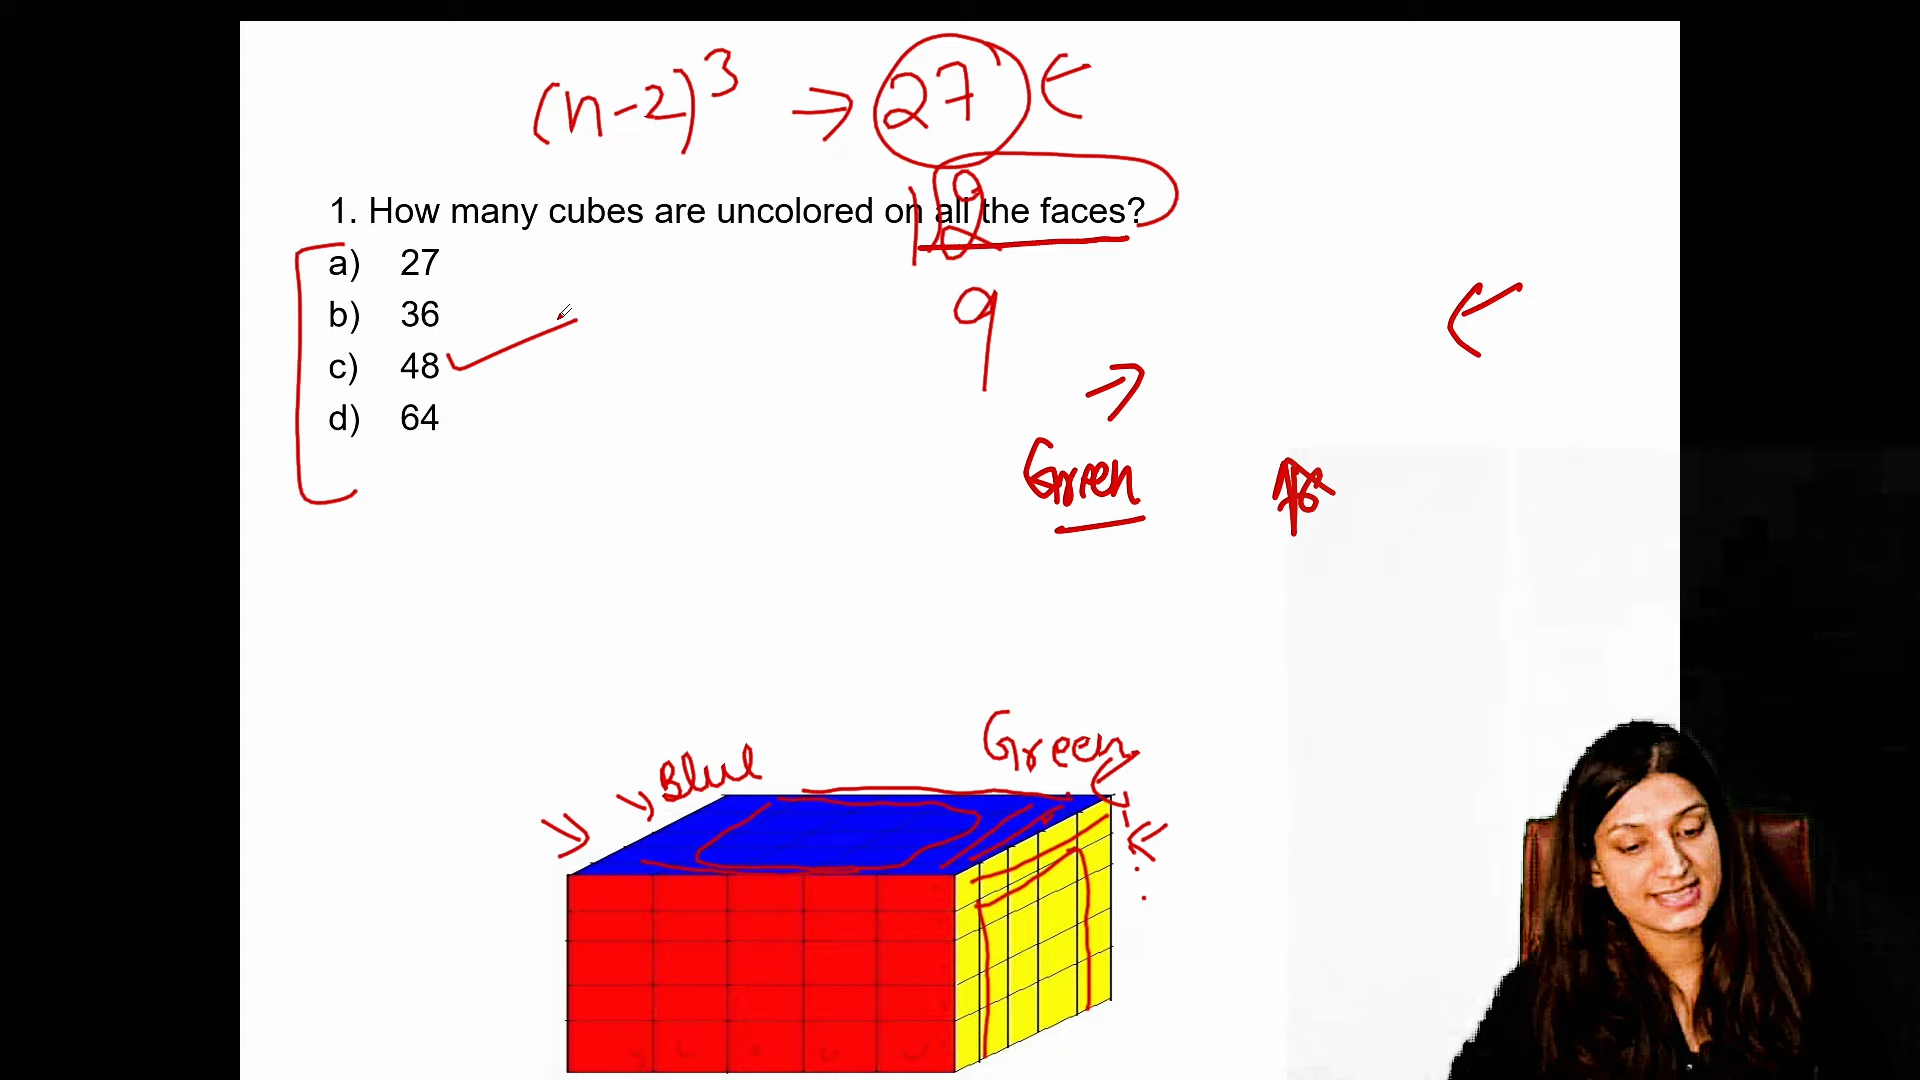 (n-2)³ → 27 ←
18
1. How many cubes are uncolored on all the faces?
a) 27
b) 36
c) 48
d) 64
9
Green
Blue
Green